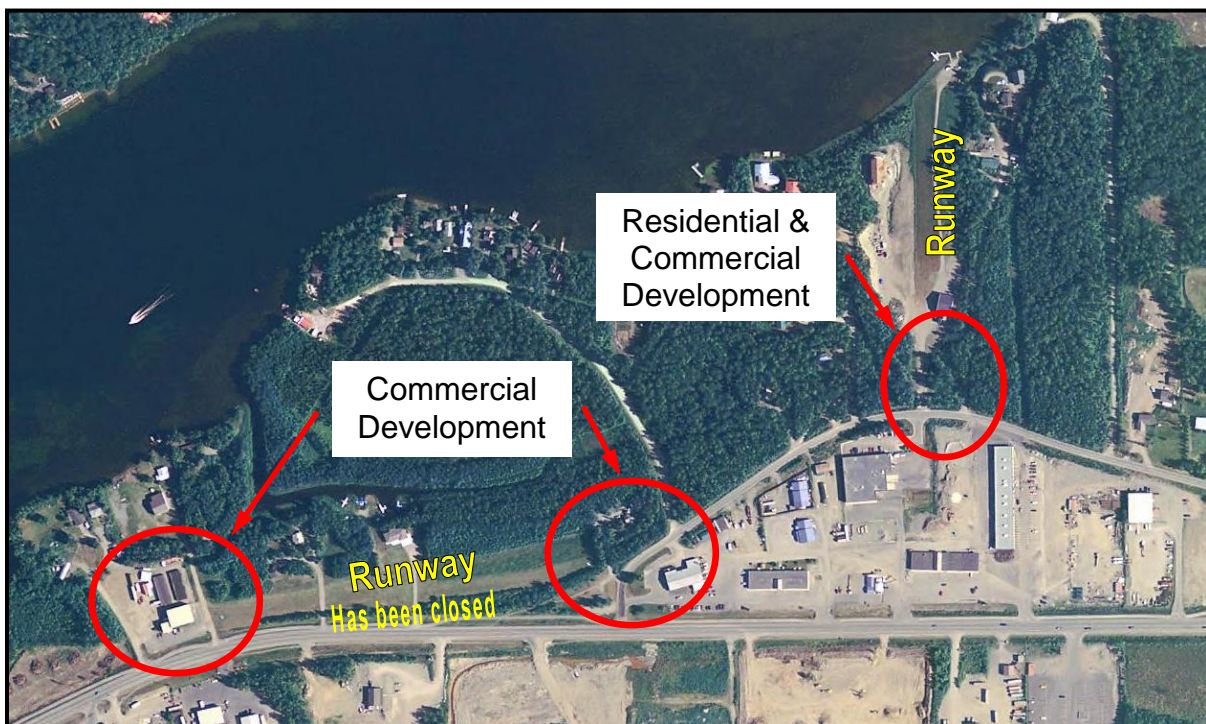 Runway
Residential &
Commercial
Development
Commercial
Development
Runway
Has been closed